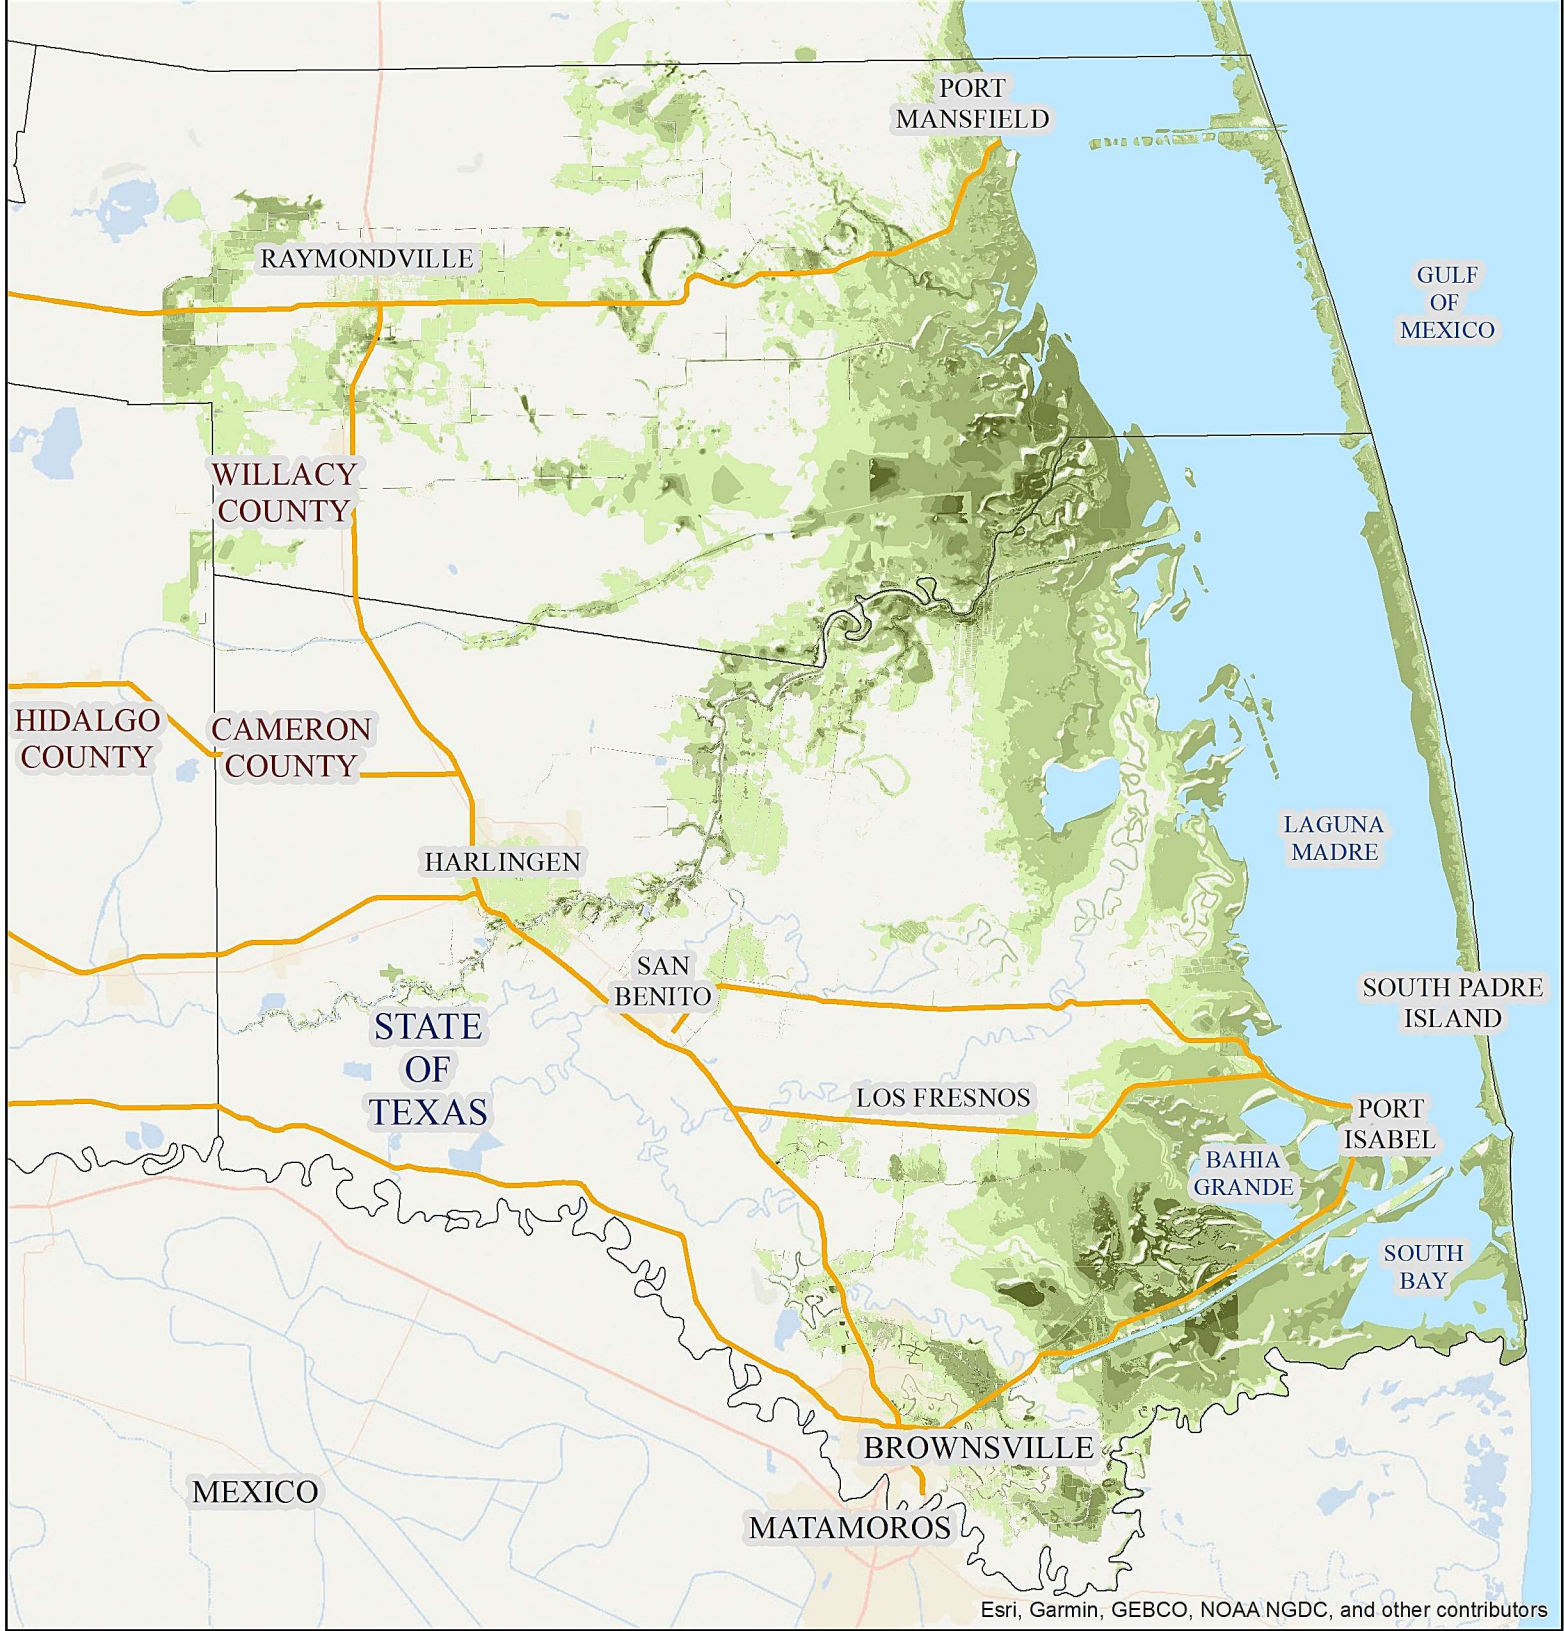 PORT
MANSFIELD
RAYMONDVILLE
GULF
OF
MEXICO
WILLACY
COUNTY
HIDALGO
COUNTY
CAMERON
COUNTY
LAGUNA
MADRE
HARLINGEN
SAN
BENITO
SOUTH PADRE
ISLAND
STATE
OF
TEXAS
LOS FRESNOS
PORT
ISABEL
BAHIA
GRANDE
SOUTH
BAY
BROWNSVILLE
MEXICO
MATAMOROS
Esri, Garmin, GEBCO, NOAA NGDC, and other contributors